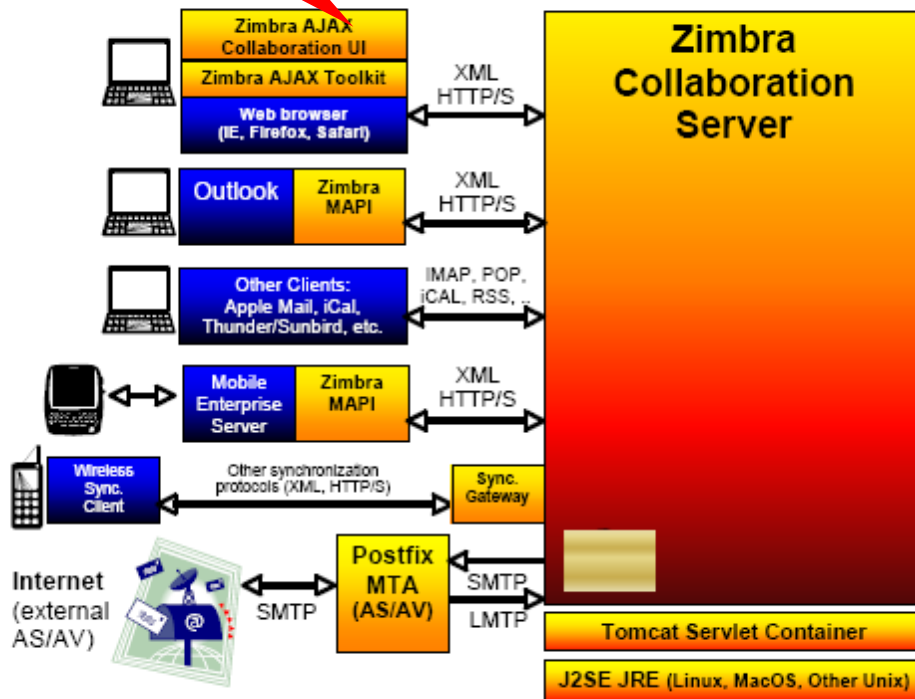 Zimbra AJAX
Collaboration UI
Zimbra AJAX Toolkit
Web browser
(IE, Firefox, Safari)
XML
HTTP/S
Zimbra
Collaboration
Server
Outlook
Zimbra
MAPI
XML
HTTP/S
Other Clients:
Apple Mail, iCal,
Thunder/Sunbird, etc.
IMAP, POP,
iCAL, RSS, ..
Mobile
Enterprise
Server
Zimbra
MAPI
XML
HTTP/S
Wireless
Sync.
Client
Other synchronization
protocols (XML, HTTP/S)
Sync.
Gateway
Internet
(external
AS/AV)
@
SMTP
Postfix
MTA
(AS/AV)
SMTP
LMTP
Tomcat Servlet Container
J2SE JRE (Linux, MacOS, Other Unix)